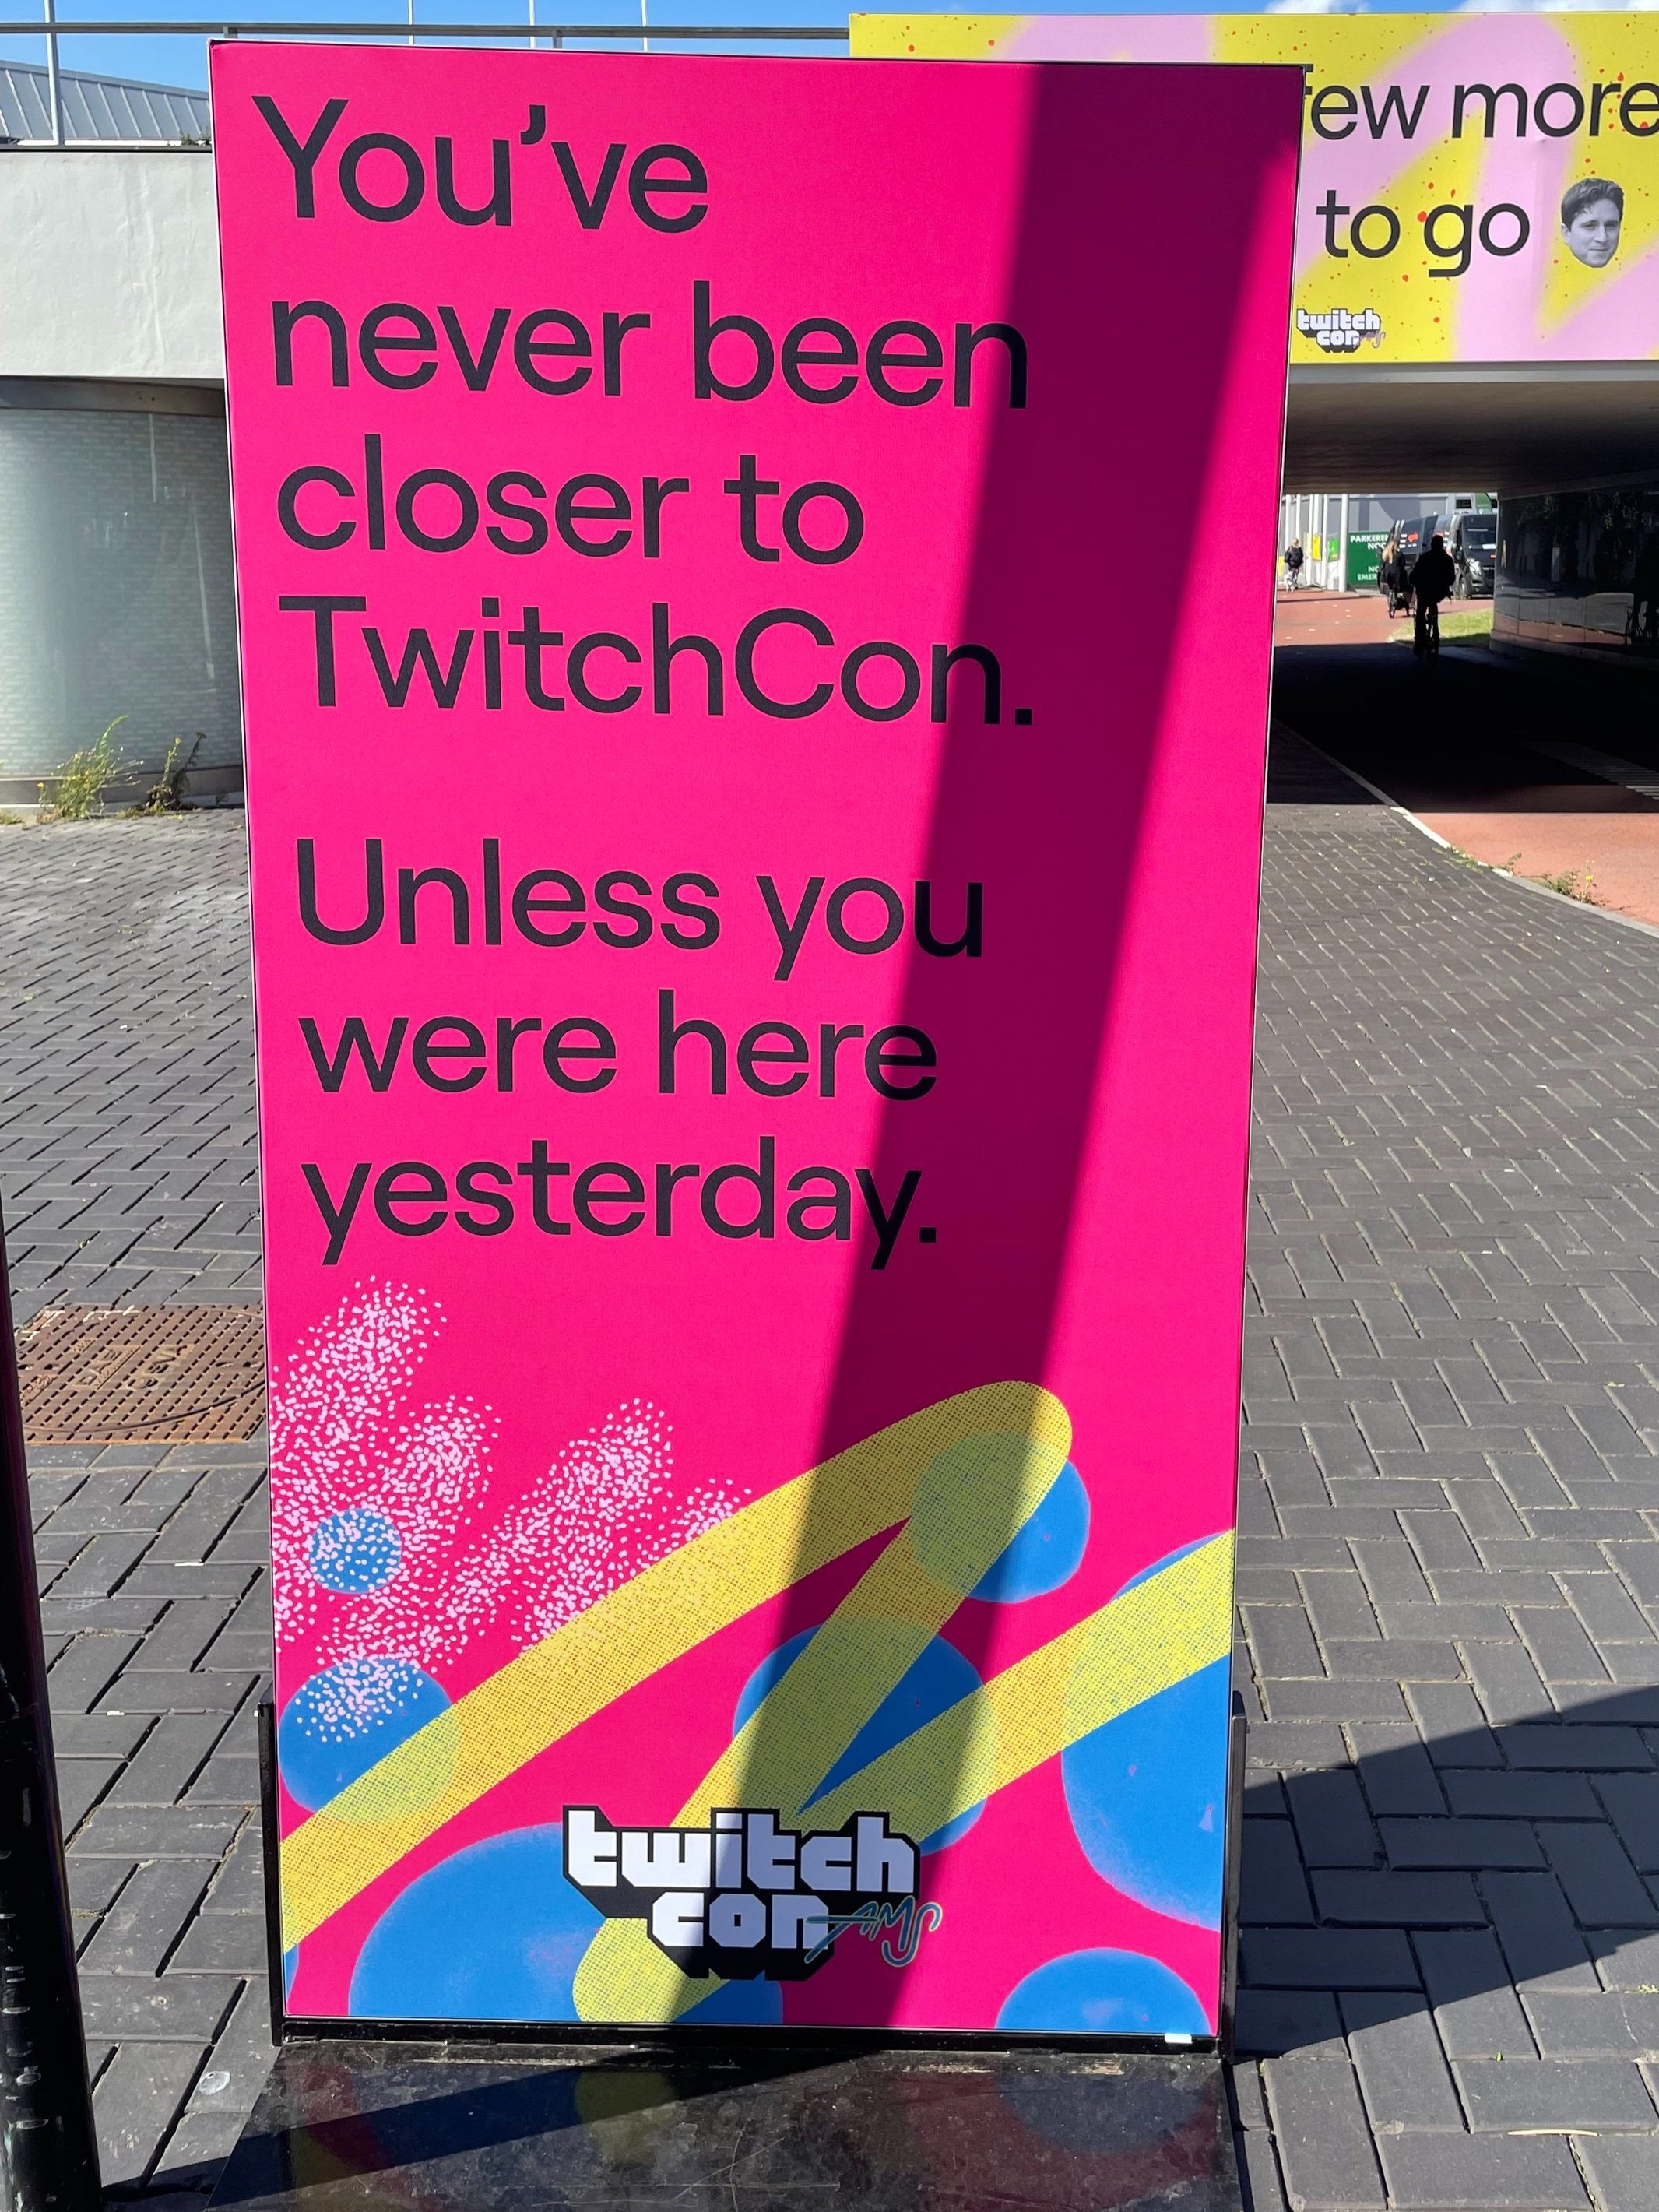 You’ve
never been
closer to
TwitchCon.
Unless you
were here
yesterday.
twitch
con
AMS
few more
to go
twitch
con